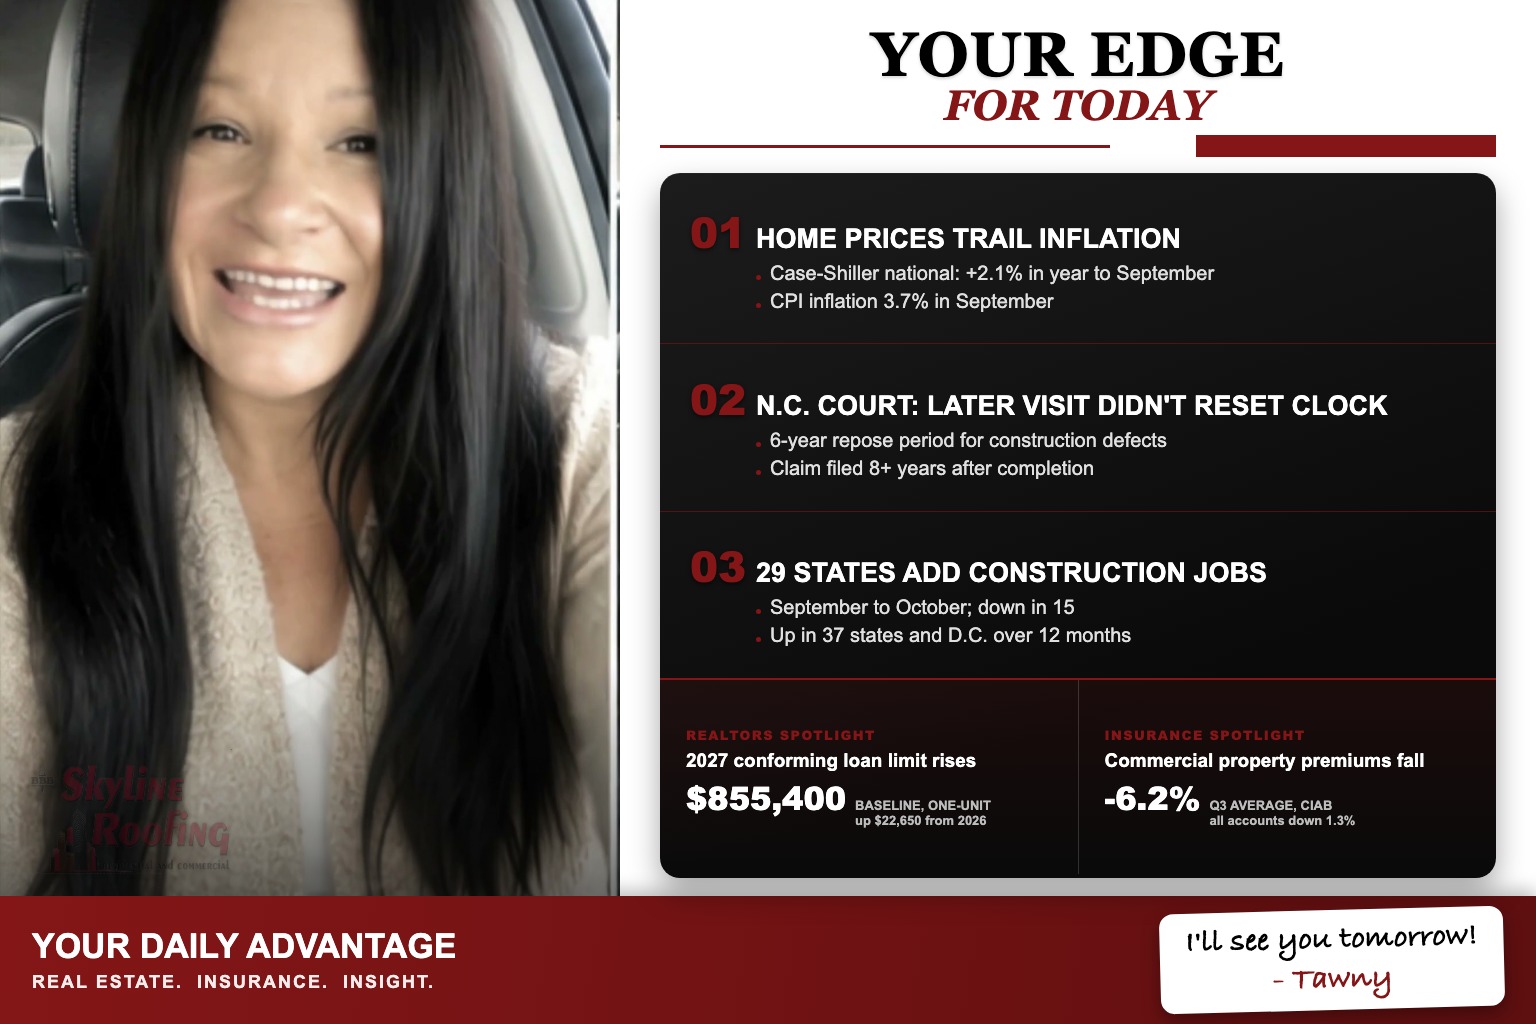 YOUR EDGE
FOR TODAY
01 HOME PRICES TRAIL INFLATION
Case-Shiller national: +2.1% in year to September
CPI inflation 3.7% in September
02 N.C. COURT: LATER VISIT DIDN'T RESET CLOCK
6-year repose period for construction defects
Claim filed 8+ years after completion
03 29 STATES ADD CONSTRUCTION JOBS
September to October; down in 15
Up in 37 states and D.C. over 12 months
REALTORS SPOTLIGHT
2027 conforming loan limit rises
$855,400 BASELINE, ONE-UNIT
up $22,650 from 2026
INSURANCE SPOTLIGHT
Commercial property premiums fall
-6.2% Q3 AVERAGE, CIAB
all accounts down 1.3%
Skyline
Roofing
and COMMERCIAL
YOUR DAILY ADVANTAGE
REAL ESTATE. INSURANCE. INSIGHT.
I'll see you tomorrow!
- Tawny